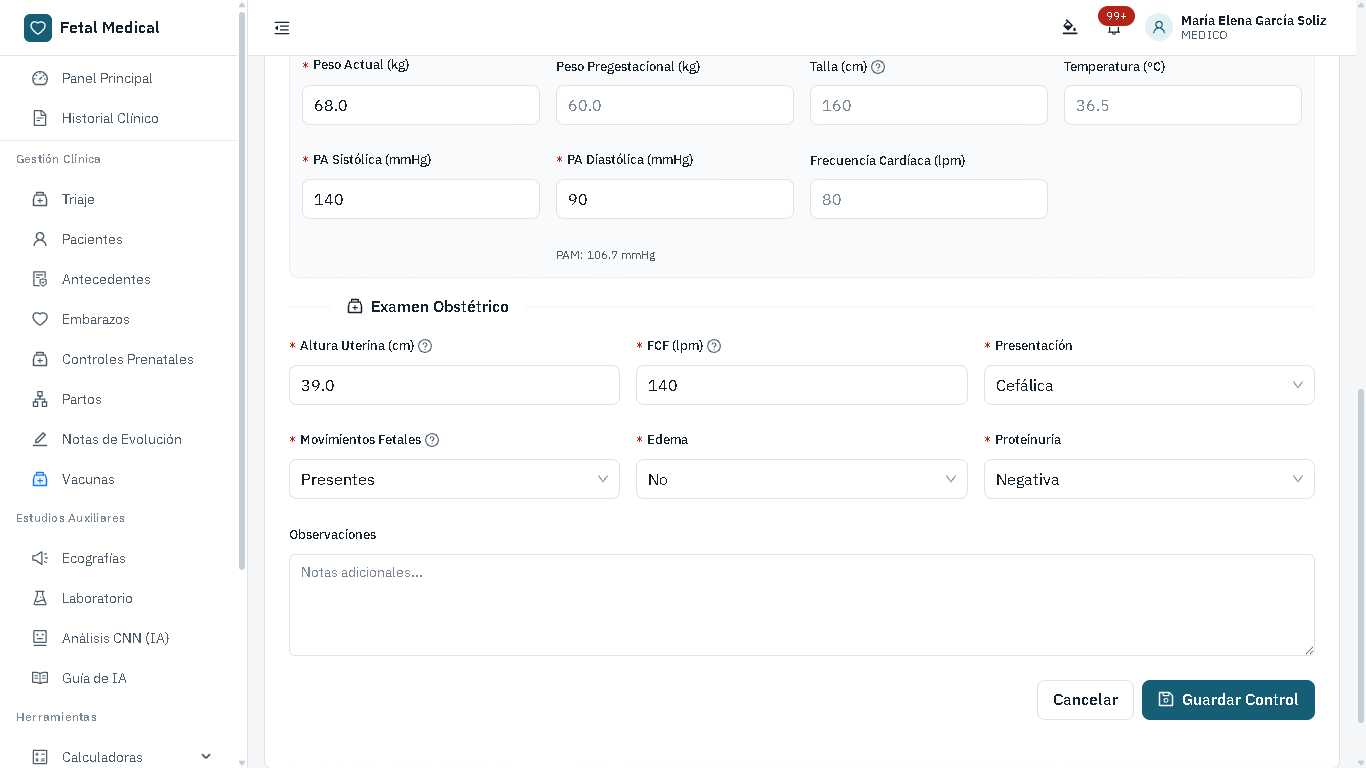 Fetal Medical
99+
María Elena García Soliz
MEDICO
Panel Principal
Historial Clínico
Gestión Clínica
Triaje
Pacientes
Antecedentes
Embarazos
Controles Prenatales
Partos
Notas de Evolución
Vacunas
Estudios Auxiliares
Ecografías
Laboratorio
Análisis CNN (IA)
Guía de IA
Herramientas
Calculadoras
* Peso Actual (kg)
Peso Pregestacional (kg)
Talla (cm)
Temperatura (°C)
68.0
60.0
160
36.5
* PA Sistólica (mmHg)
* PA Diastólica (mmHg)
Frecuencia Cardíaca (lpm)
140
90
80
PAM: 106.7 mmHg
Examen Obstétrico
* Altura Uterina (cm)
* FCF (lpm)
* Presentación
39.0
140
Cefálica
* Movimientos Fetales
* Edema
* Proteinuria
Presentes
No
Negativa
Observaciones
Notas adicionales...
Cancelar
Guardar Control